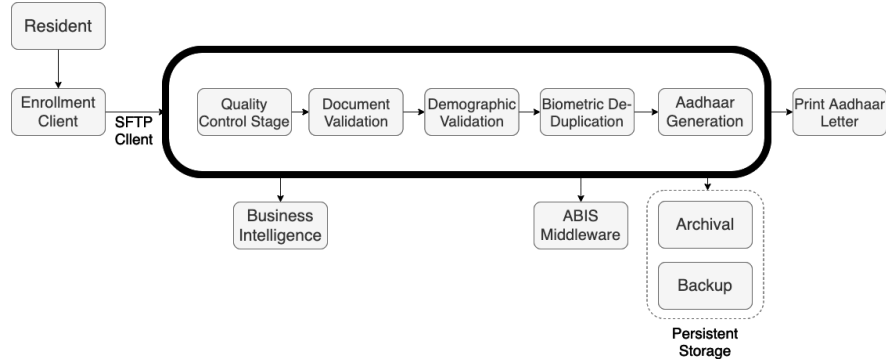 Resident
Enrollment
Client
SFTP
CIlent
Quality
Control Stage
Document
Validation
Demographic
Validation
Biometric De-
Duplication
Aadhaar
Generation
Print Aadhaar
Letter
Business
Intelligence
ABIS
Middleware
Archival
Backup
Persistent
Storage